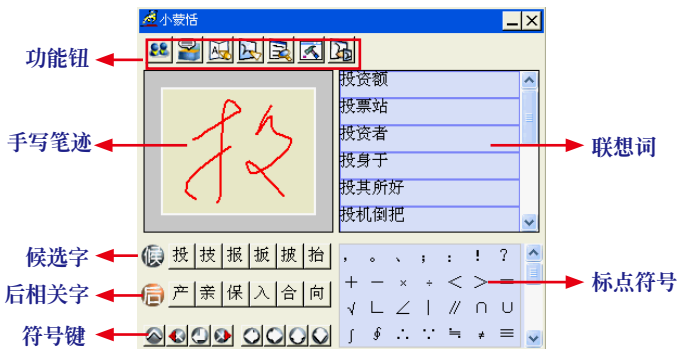 小蒙恬
功能钮
手写笔迹
投
投资额
投票站
投资者
投身于
投其所好
投机倒把
联想词
候选字
候 投 技 报 扳 披 抬
后相关字
后 产 亲 保 入 合 向
符号键
, 。 、 ; : ! ?
+ － × ÷ < > =
√ ∟ ∠ | ∥ ∩ ∪
∫ ∮ ∴ ∵ ≒ ≠ ≡
标点符号